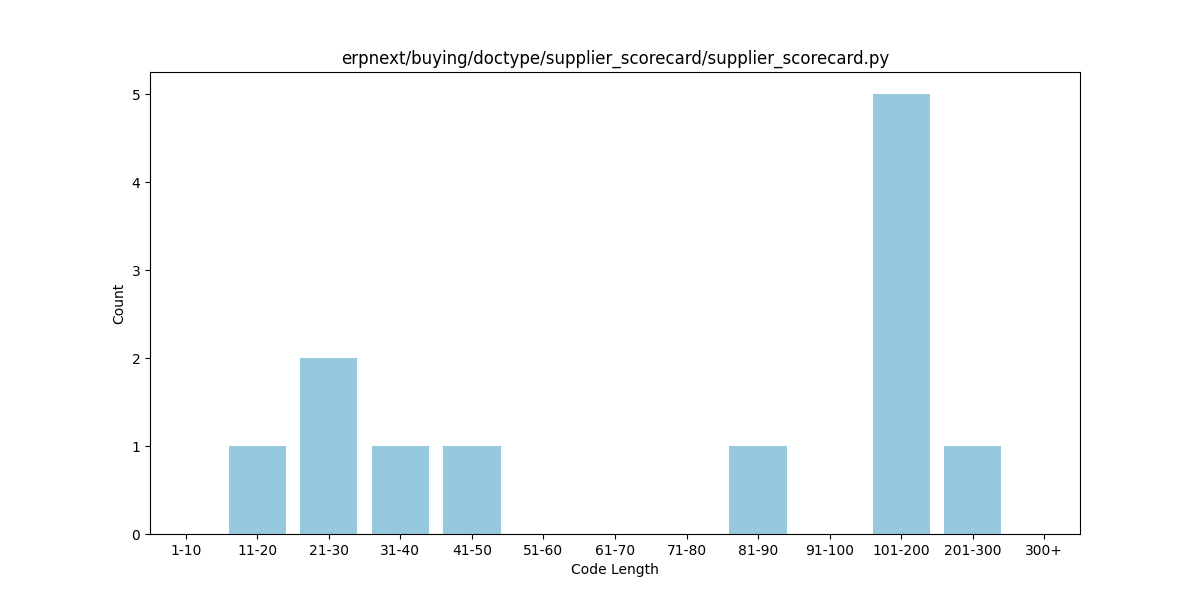 erpnext/buying/doctype/supplier_scorecard/supplier_scorecard.py
5
4
3
2
1
0
Count
1-10 11-20 21-30 31-40 41-50 51-60 61-70 71-80 81-90 91-100 101-200 201-300 300+
Code Length